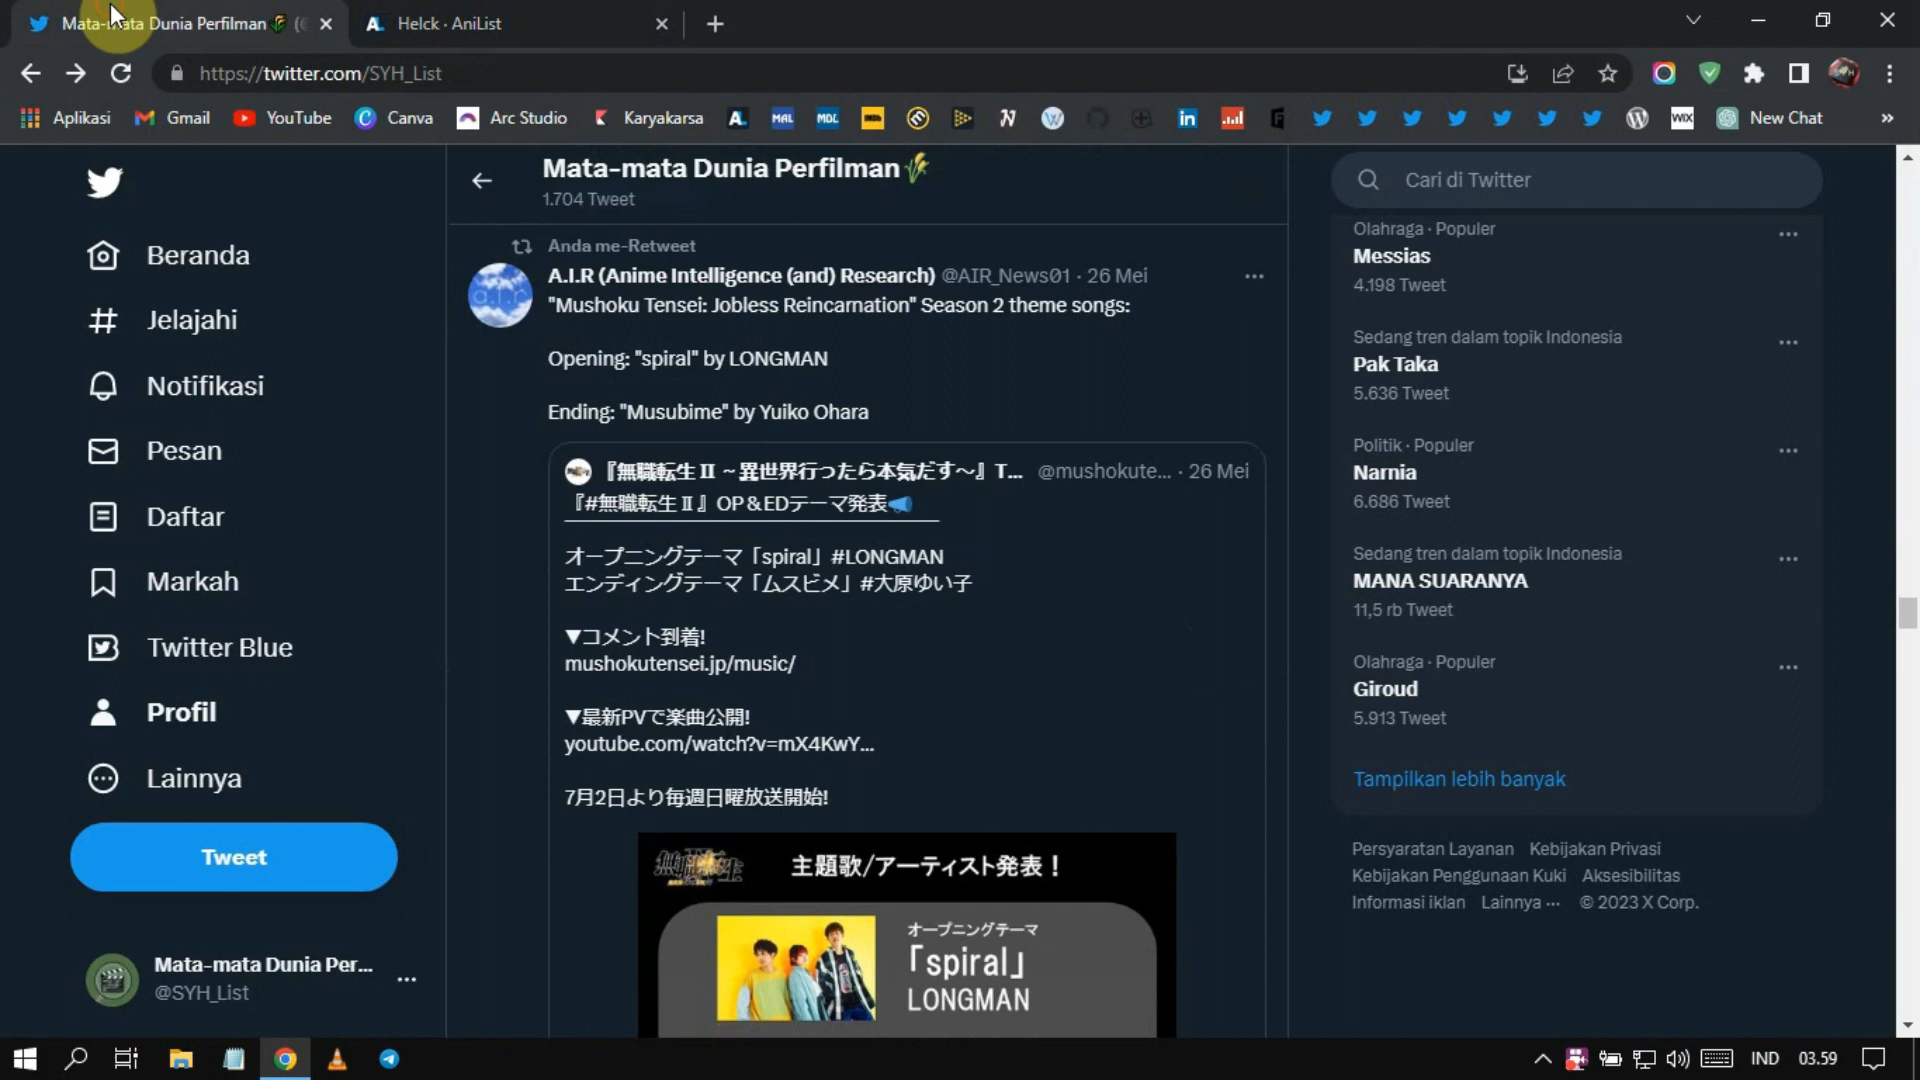 Mata-mata Dunia Perfilman🌾 (@
Helck · AniList
https://twitter.com/SYH_List
Aplikasi
Gmail
YouTube
Canva
Arc Studio
Karyakarsa
MAL
MDL
WIX
New Chat
Mata-mata Dunia Perfilman🌾
1.704 Tweet
Beranda
Jelajahi
Notifikasi
Pesan
Daftar
Markah
Twitter Blue
Profil
Lainnya
Tweet
Mata-mata Dunia Per...
@SYH_List
Anda me-Retweet
A.I.R (Anime Intelligence (and) Research) @AIR_News01 · 26 Mei
"Mushoku Tensei: Jobless Reincarnation" Season 2 theme songs:
Opening: "spiral" by LONGMAN
Ending: "Musubime" by Yuiko Ohara
『無職転生Ⅱ ~異世界行ったら本気だす~』T... @mushokute... · 26 Mei
『#無職転生Ⅱ』OP&EDテーマ発表📣
オープニングテーマ「spiral」#LONGMAN
エンディングテーマ「ムスビメ」#大原ゆい子
▼コメント到着!
mushokutensei.jp/music/
▼最新PVで楽曲公開!
youtube.com/watch?v=mX4KwY...
7月2日より毎週日曜放送開始!
無職転生
主題歌/アーティスト発表！
オープニングテーマ
「spiral」
LONGMAN
Cari di Twitter
Olahraga · Populer
Messias
4.198 Tweet
Sedang tren dalam topik Indonesia
Pak Taka
5.636 Tweet
Politik · Populer
Narnia
6.686 Tweet
Sedang tren dalam topik Indonesia
MANA SUARANYA
11,5 rb Tweet
Olahraga · Populer
Giroud
5.913 Tweet
Tampilkan lebih banyak
Persyaratan Layanan Kebijakan Privasi
Kebijakan Penggunaan Kuki Aksesibilitas
Informasi iklan Lainnya ··· © 2023 X Corp.
IND
03.59